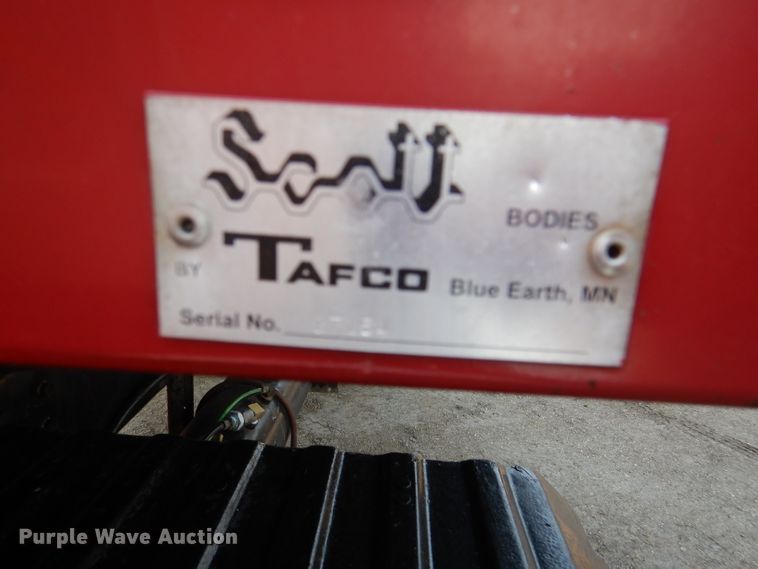 Scott
BODIES
BY TAFCO Blue Earth, MN
Serial No.
Purple Wave Auction